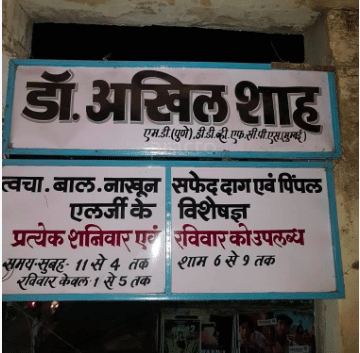 डॉ. अखिल शाह
एम.डी.(पुणे), डी.डी.व्ही.एफ.सी.पी.एस.(मुम्बई)
त्वचा. बाल. नाखून
एलर्जी के
प्रत्येक शनिवार एवं
समय-सुबह- 11 से 4 तक
रविवार केवल 1 से 5 तक
सफेद दाग एवं पिंपल
विशेषज्ञ
रविवार को उपलब्ध
शाम 6 से 9 तक